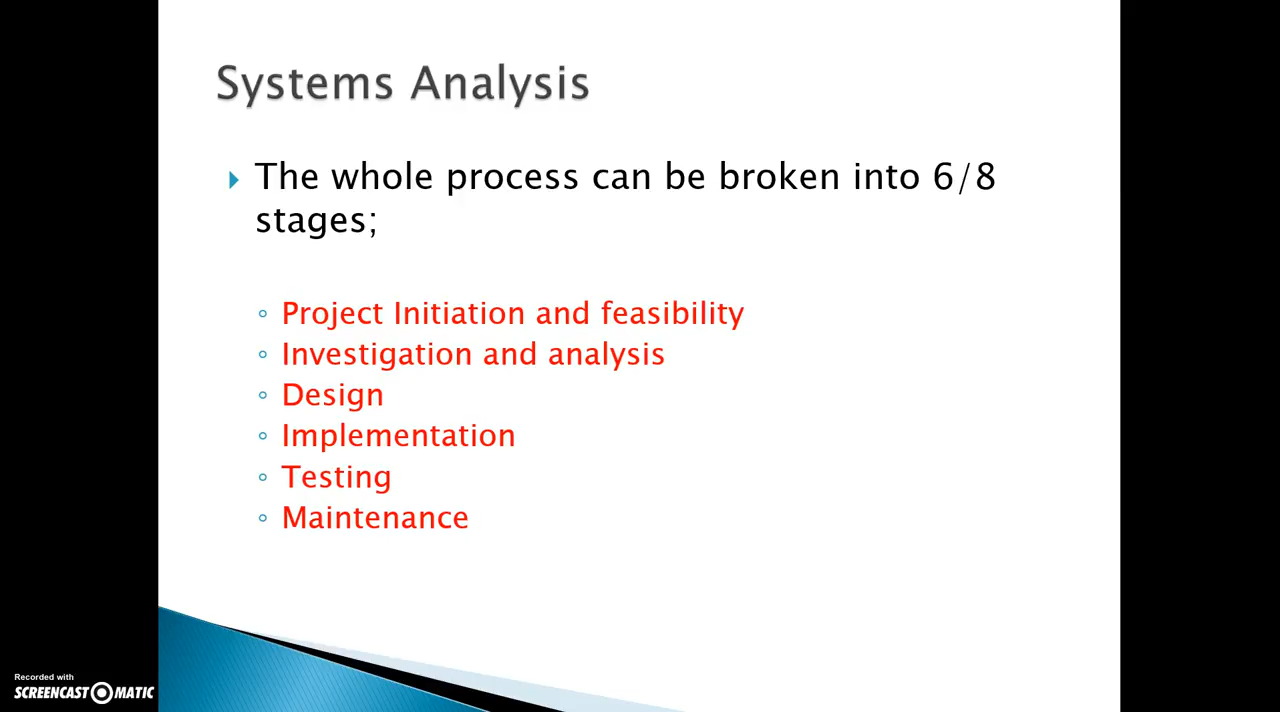 Systems Analysis
The whole process can be broken into 6/8
stages;
Project Initiation and feasibility
Investigation and analysis
Design
Implementation
Testing
Maintenance
Recorded with
SCREENCAST MATIC